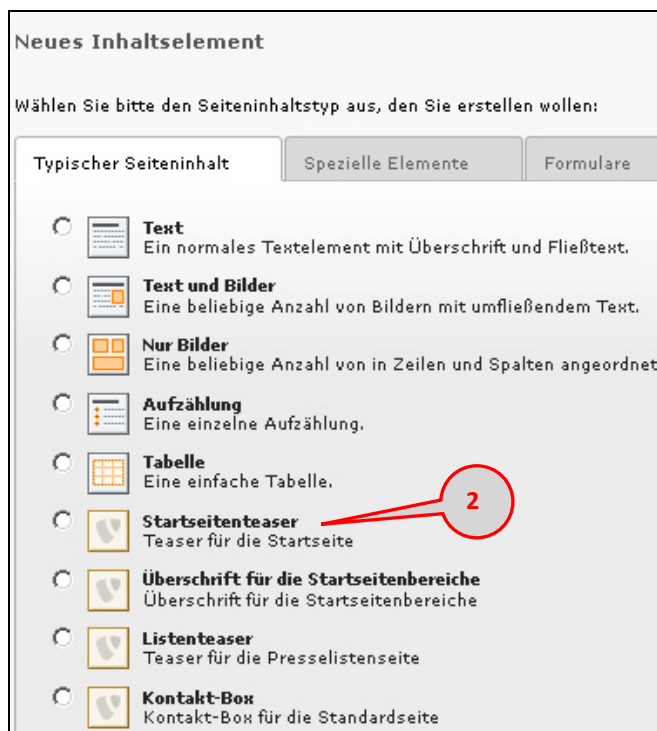 Neues Inhaltselement
Wählen Sie bitte den Seiteninhaltstyp aus, den Sie erstellen wollen:
Typischer Seiteninhalt
Spezielle Elemente
Formulare
Text
Ein normales Textelement mit Überschrift und Fließtext.
Text und Bilder
Eine beliebige Anzahl von Bildern mit umfließendem Text.
Nur Bilder
Eine beliebige Anzahl von in Zeilen und Spalten angeordnet
Aufzählung
Eine einzelne Aufzählung.
Tabelle
Eine einfache Tabelle.
2
Startseitenteaser
Teaser für die Startseite
Überschrift für die Startseitenbereiche
Überschrift für die Startseitenbereiche
Listenteaser
Teaser für die Presselistenseite
Kontakt-Box
Kontakt-Box für die Standardseite